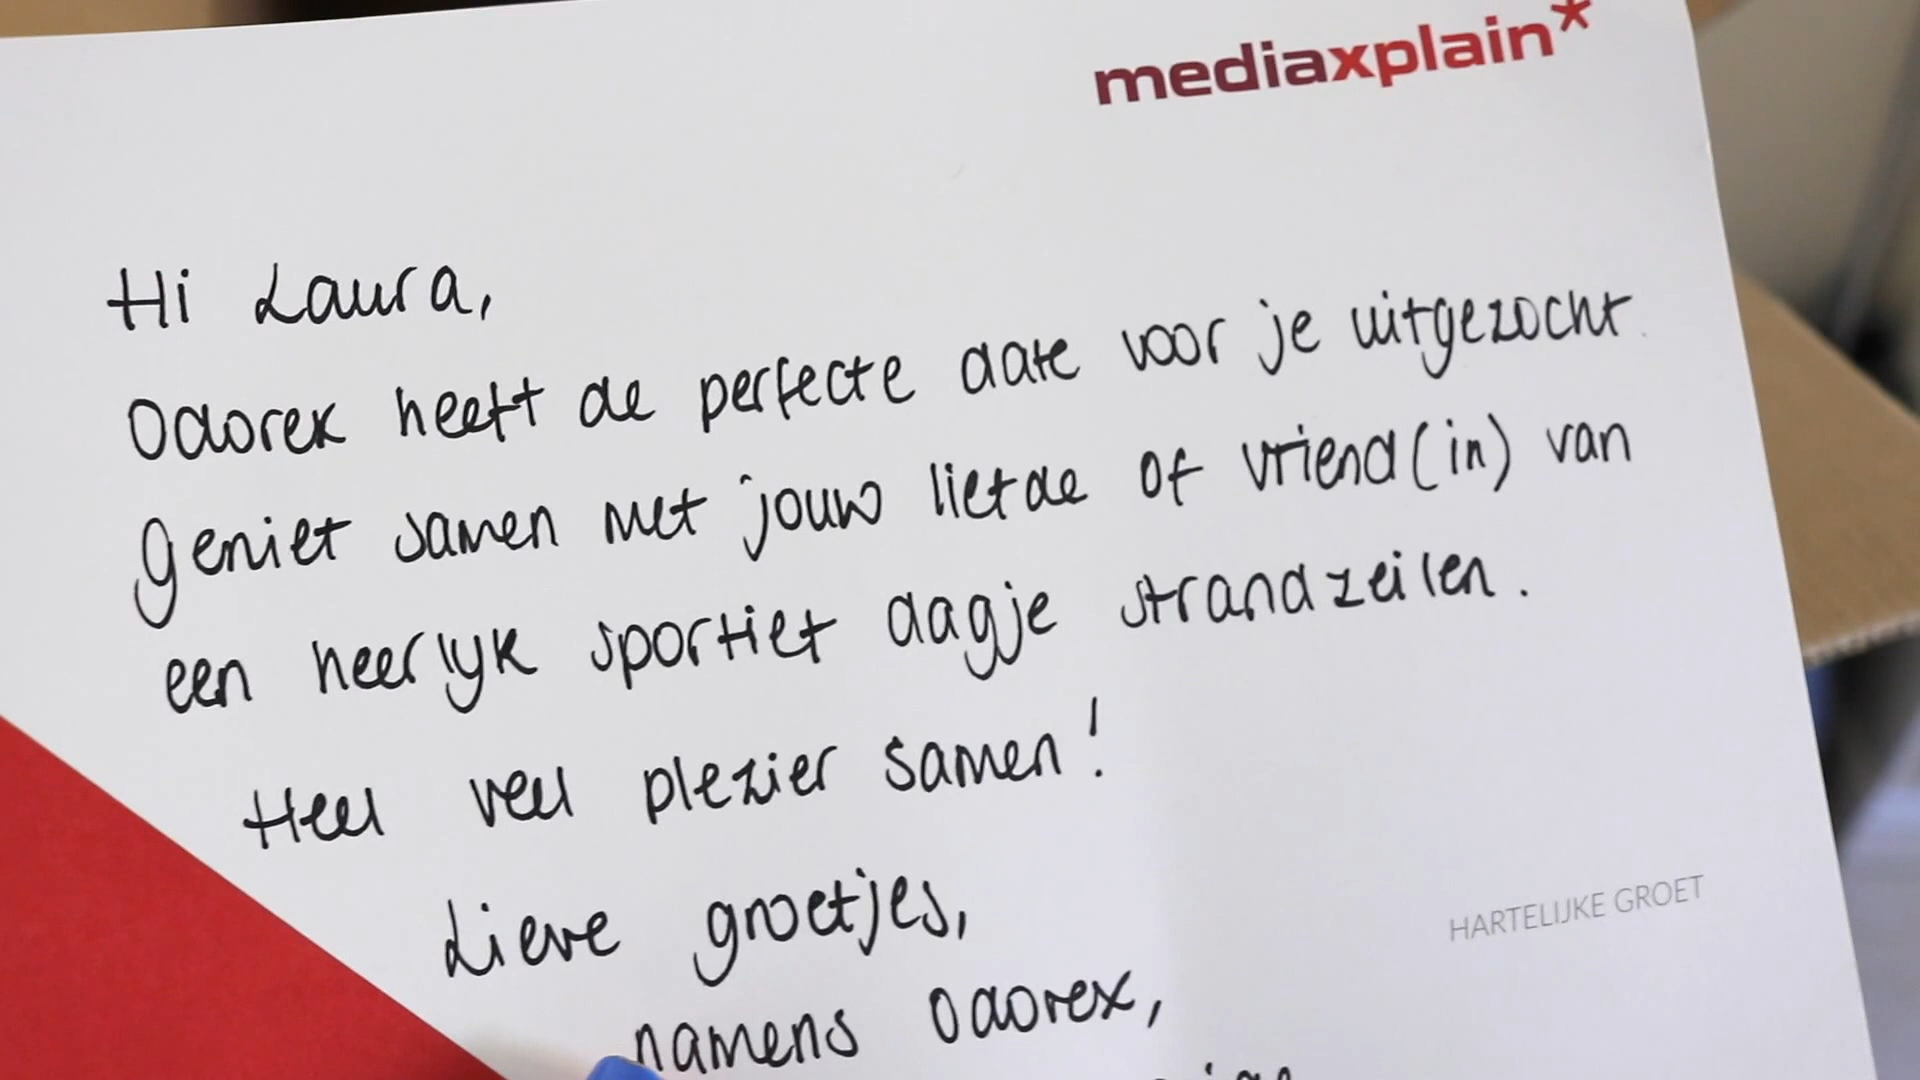 mediaxplain*
Hi Laura,
Odorex heeft de perfecte date voor je uitgezocht.
Geniet samen met jouw liefde of vriend(in) van
een heerlijk sportief dagje strandzeilen.
Heel veel plezier samen!
Lieve groetjes,
HARTELIJKE GROET
namens Odorex,